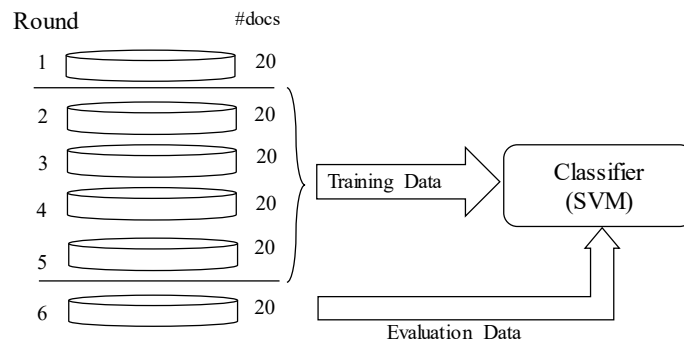 Round #docs
1 20
2 20
3 20
4 20
5 20
6 20
Training Data
Classifier
(SVM)
Evaluation Data